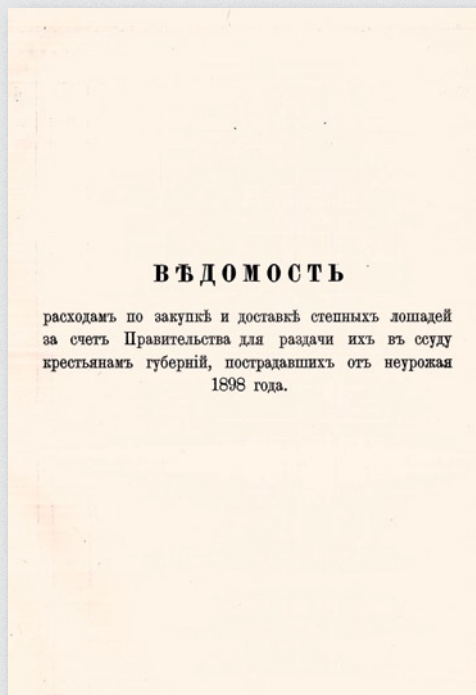 ВѢДОМОСТЬ
расходамъ по закупкѣ и доставкѣ степныхъ лошадей
за счетъ Правительства для раздачи ихъ въ ссуду
крестьянамъ губерній, пострадавшихъ отъ неурожая
1898 года.